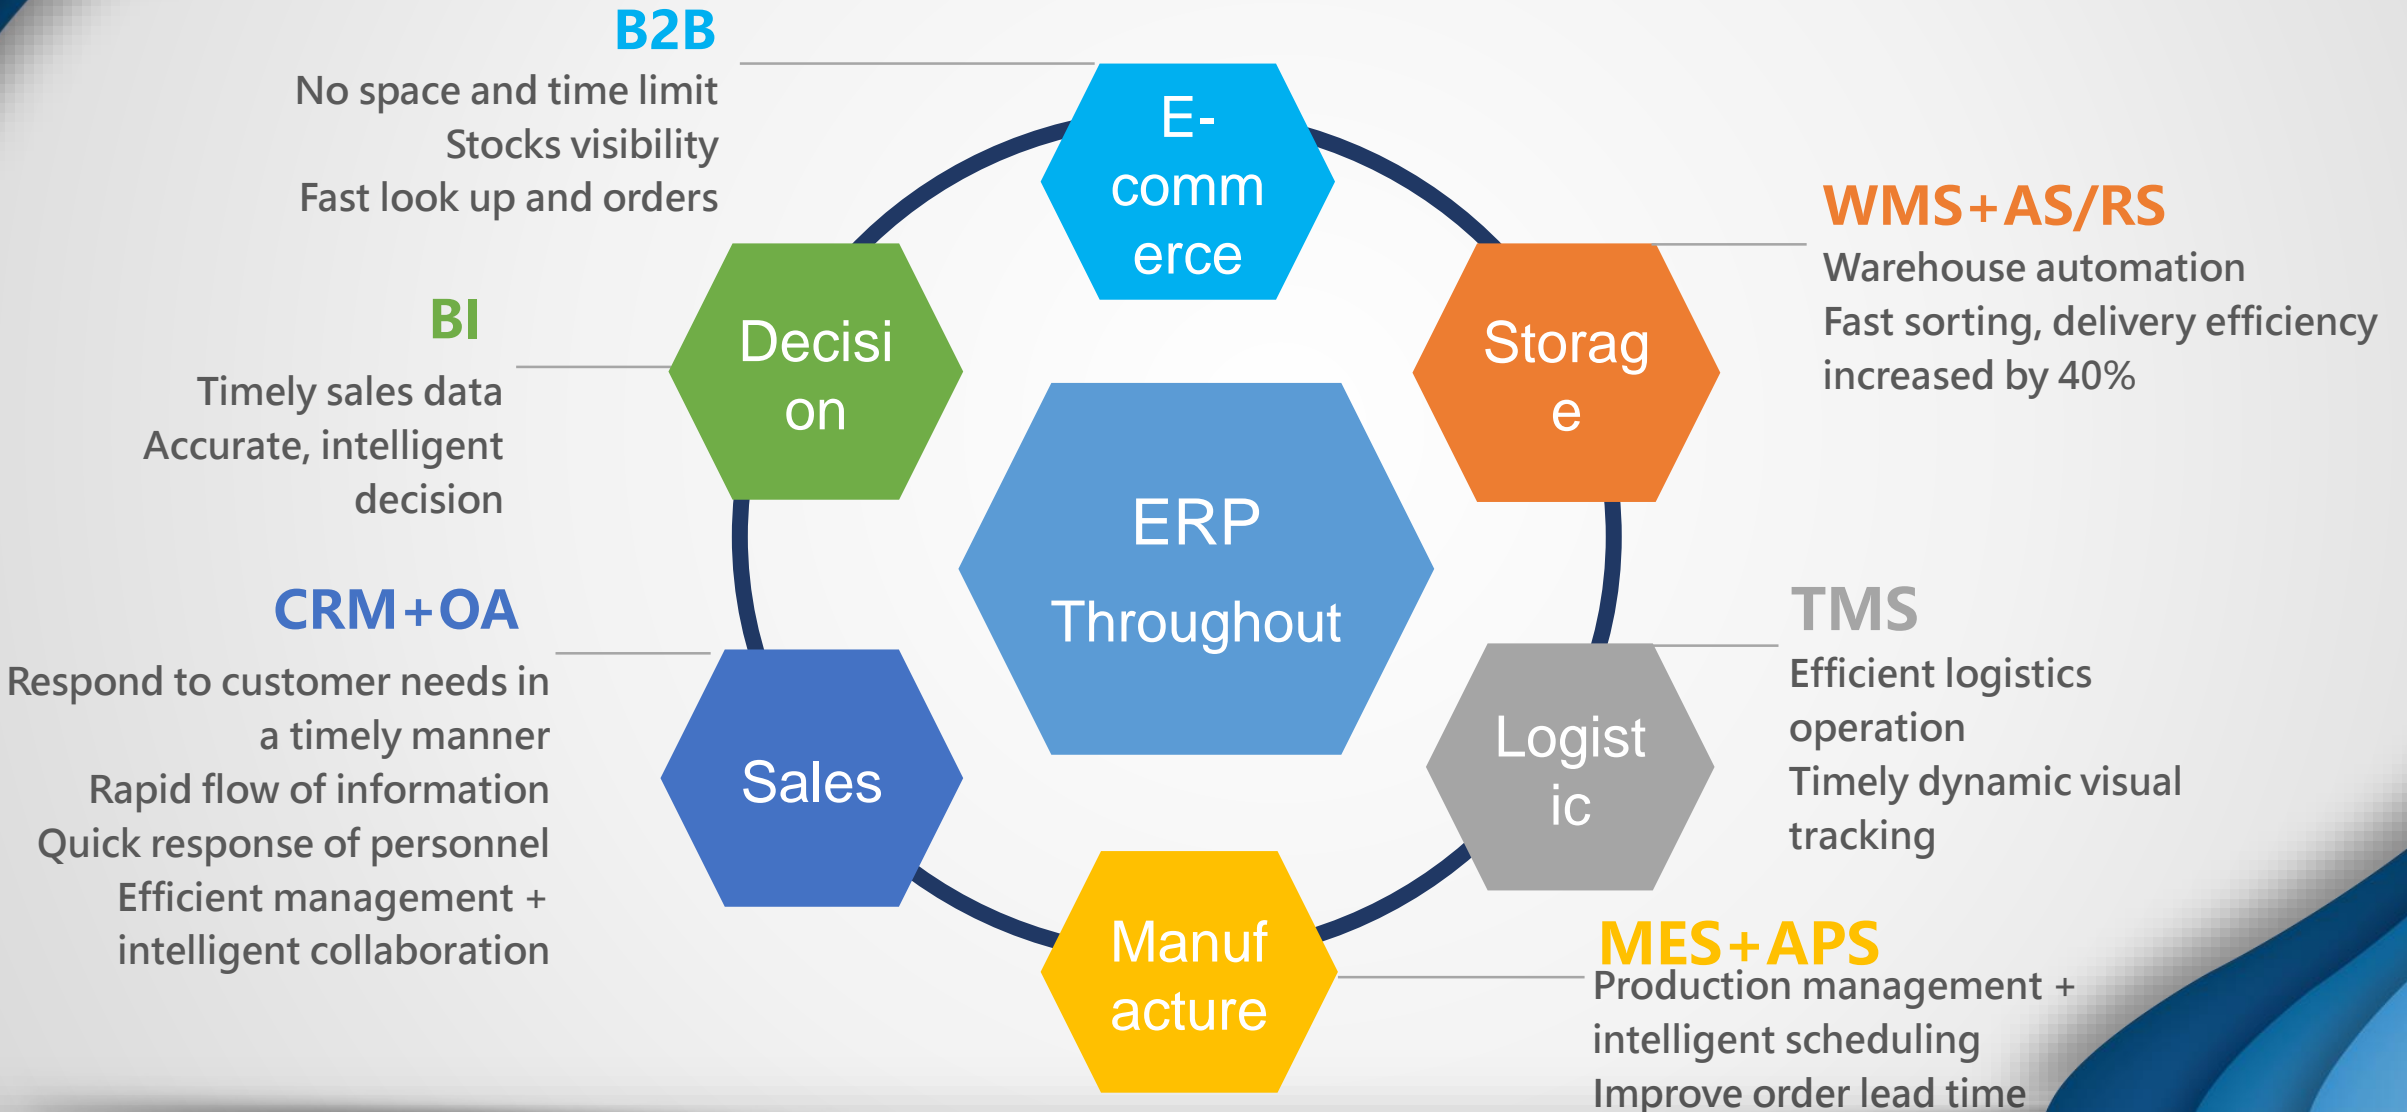 B2B
No space and time limit
Stocks visibility
Fast look up and orders
E-
comm
erce
WMS+AS/RS
Warehouse automation
Fast sorting, delivery efficiency
increased by 40%
Storag
e
BI
Timely sales data
Accurate, intelligent
decision
Decisi
on
ERP
Throughout
CRM+OA
Respond to customer needs in
a timely manner
Rapid flow of information
Quick response of personnel
Efficient management +
intelligent collaboration
Sales
TMS
Efficient logistics
operation
Timely dynamic visual
tracking
Logist
ic
Manuf
acture
MES+APS
Production management +
intelligent scheduling
Improve order lead time